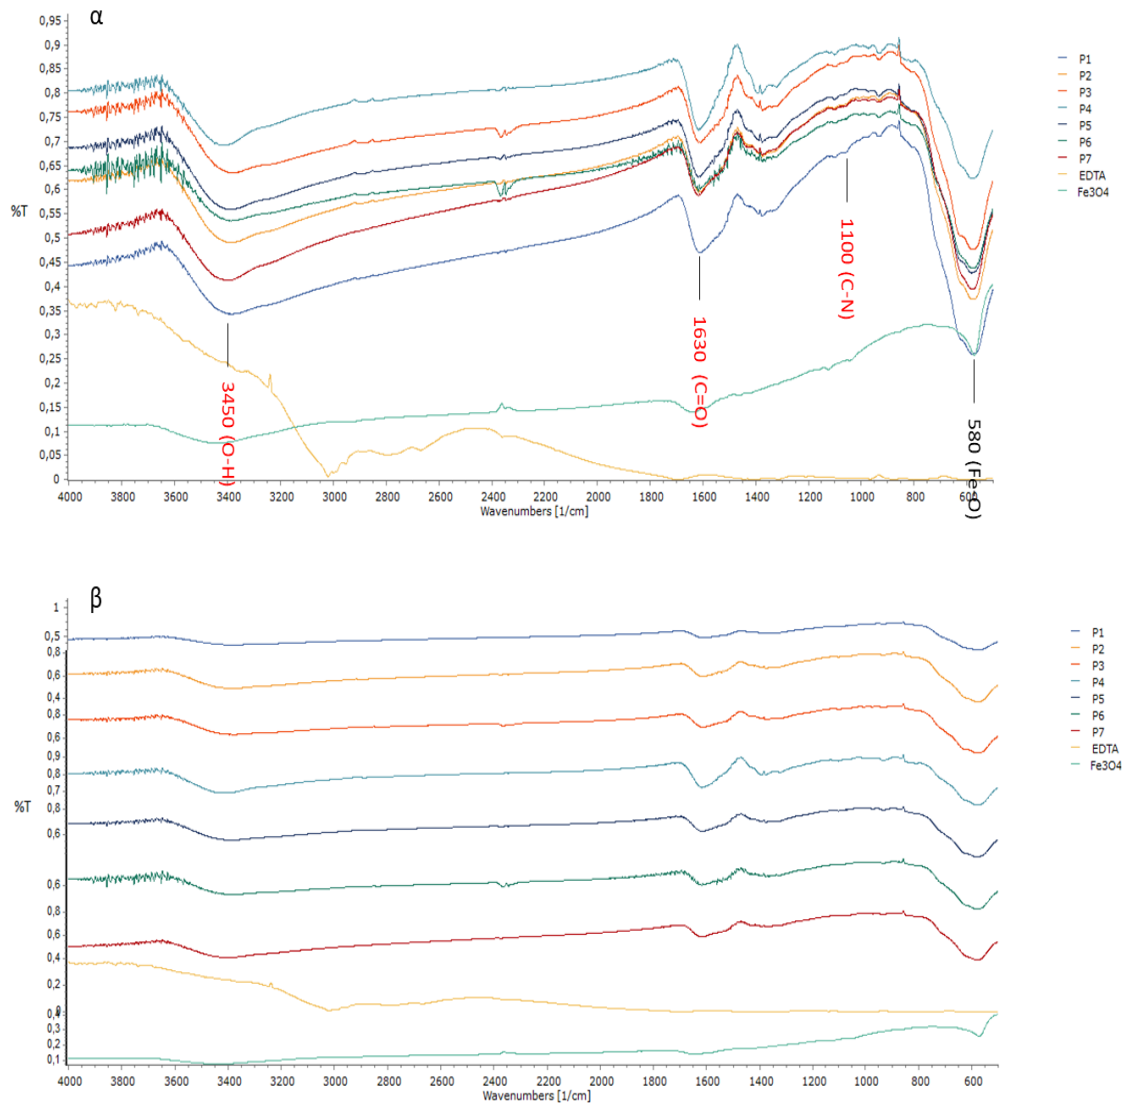 α
0,95
0,9
0,85
0,8
0,75
0,7
0,65
0,6
0,55
0,5
0,45
0,4
0,35
0,3
0,25
0,2
0,15
0,1
0,05
0
%T
4000 3800 3600 3400 3200 3000 2800 2600 2400 2200 2000 1800 1600 1400 1200 1000 800 600
Wavenumbers [1/cm]
3450 (O-H)
1630 (C=O)
1100 (C-N)
580 (Fe-O)
P1
P2
P3
P4
P5
P6
P7
EDTA
Fe3O4
β
1
0,5
0,8
0,6
0,4
0,8
0,6
0,9
0,8
0,7
0,8
0,6
0,6
0,8
0,6
0,4
0,2
0
0,4
0,3
0,2
0,1
%T
4000 3800 3600 3400 3200 3000 2800 2600 2400 2200 2000 1800 1600 1400 1200 1000 800 600
Wavenumbers [1/cm]
P1
P2
P3
P4
P5
P6
P7
EDTA
Fe3O4